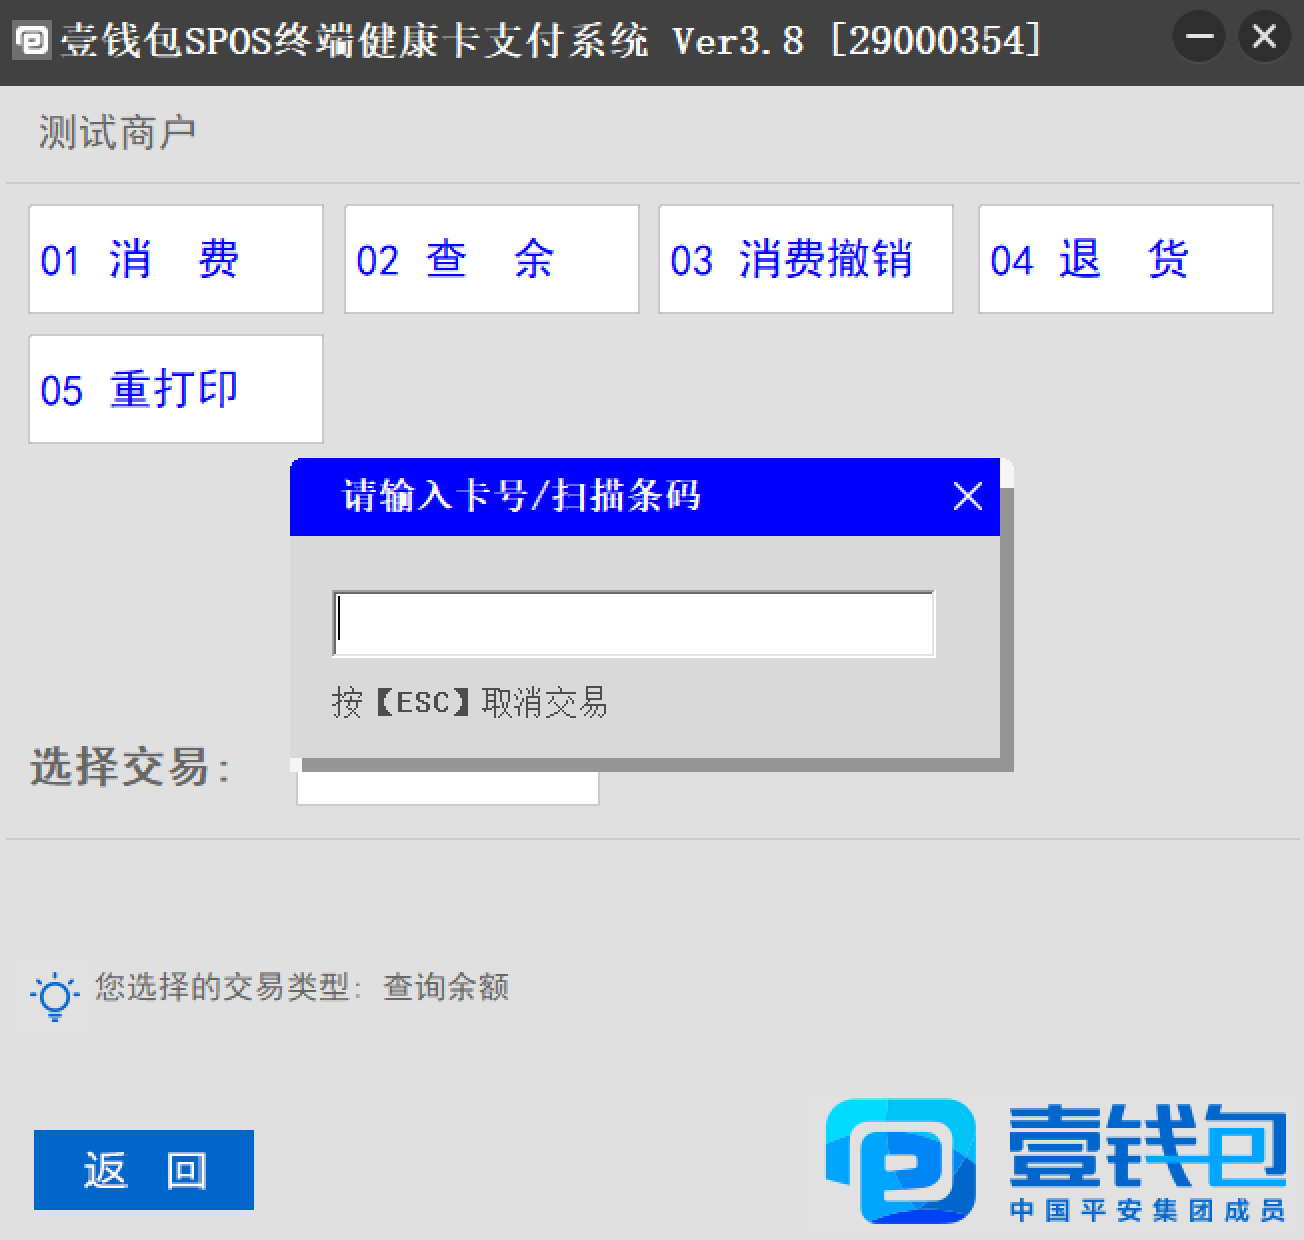 壹钱包SPOS终端健康卡支付系统 Ver3.8 [29000354]
测试商户
01 消 费
02 查 余
03 消费撤销
04 退 货
05 重打印
请输入卡号/扫描条码
按【ESC】取消交易
选择交易:
您选择的交易类型: 查询余额
返 回
壹钱包
中国平安集团成员